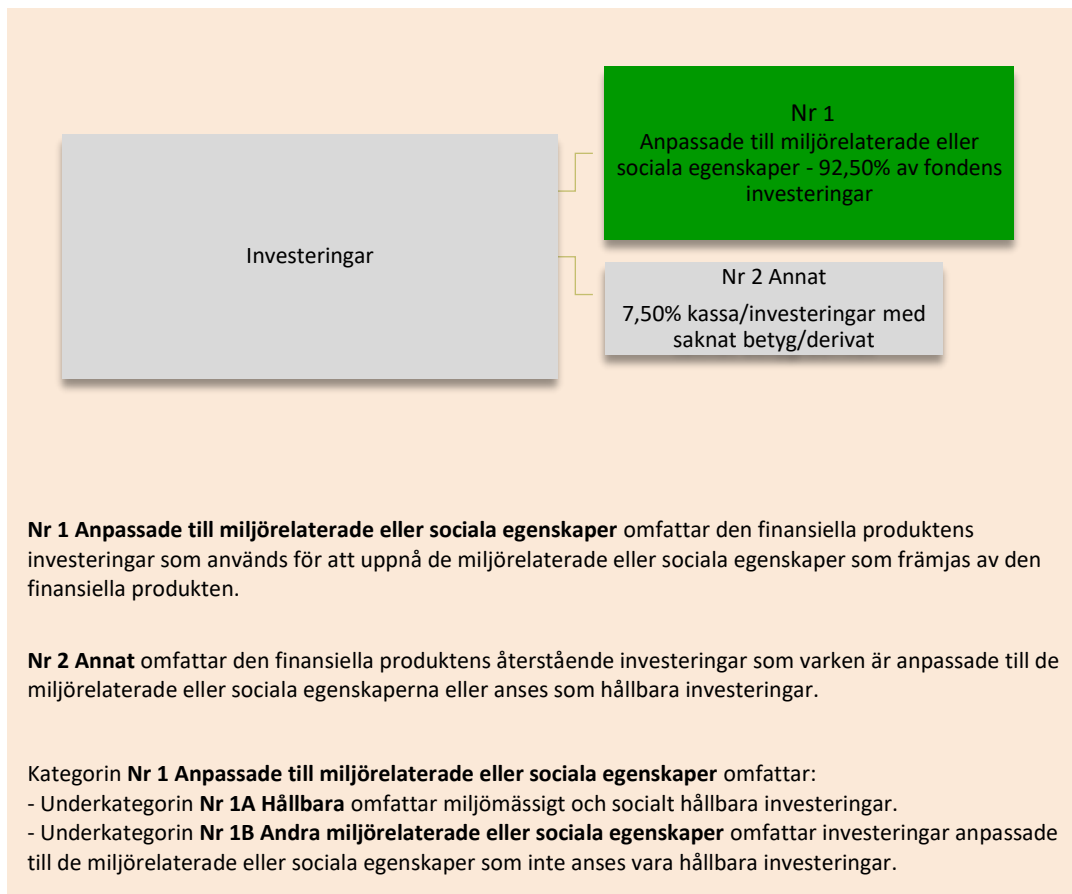 Nr 1
Anpassade till miljörelaterade eller
sociala egenskaper - 92,50% av fondens
investeringar
Investeringar
Nr 2 Annat
7,50% kassa/investeringar med
saknat betyg/derivat
Nr 1 Anpassade till miljörelaterade eller sociala egenskaper omfattar den finansiella produktens
investeringar som används för att uppnå de miljörelaterade eller sociala egenskaper som främjas av den
finansiella produkten.
Nr 2 Annat omfattar den finansiella produktens återstående investeringar som varken är anpassade till de
miljörelaterade eller sociala egenskaperna eller anses som hållbara investeringar.
Kategorin Nr 1 Anpassade till miljörelaterade eller sociala egenskaper omfattar:
- Underkategorin Nr 1A Hållbara omfattar miljömässigt och socialt hållbara investeringar.
- Underkategorin Nr 1B Andra miljörelaterade eller sociala egenskaper omfattar investeringar anpassade
till de miljörelaterade eller sociala egenskaper som inte anses vara hållbara investeringar.